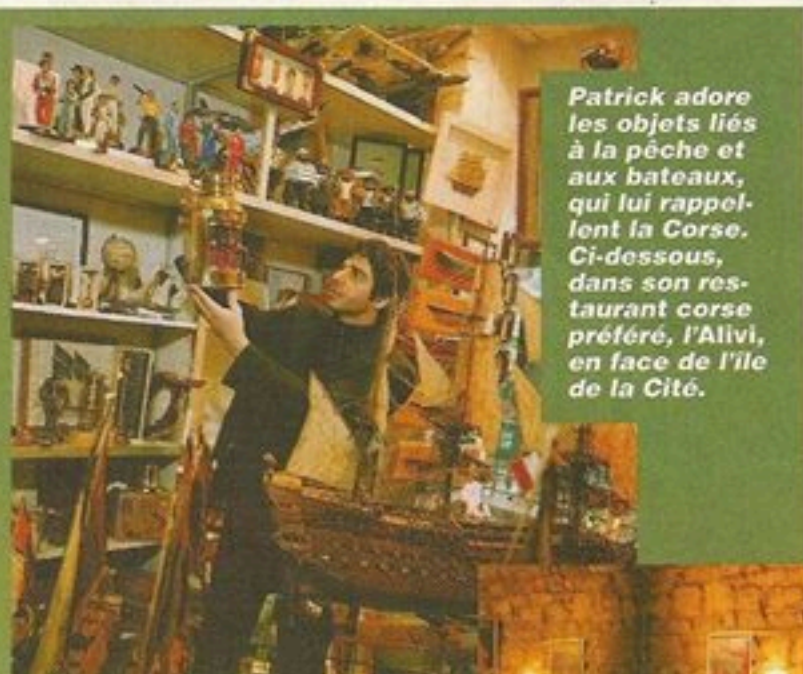 Patrick adore
les objets liés
à la pêche et
aux bateaux,
qui lui rappel-
lent la Corse.
Ci-dessous,
dans son res-
taurant corse
préféré, l'Alivi,
en face de l'île
de la Cité.